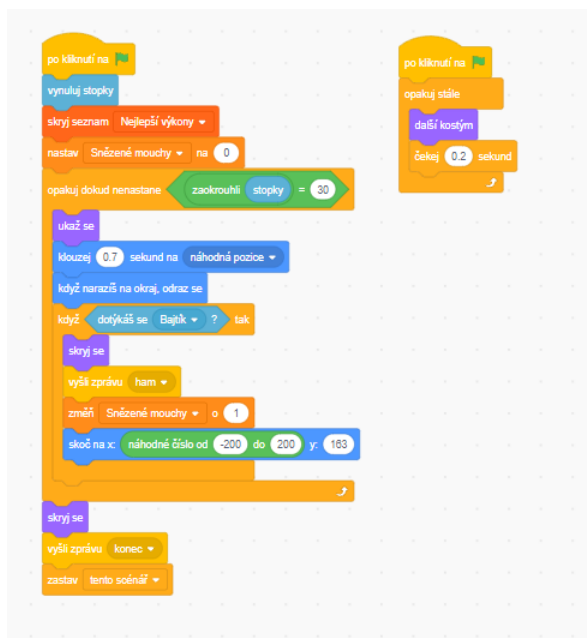 po kliknutí na
vynuluj stopky
skryj seznam Nejlepší výkony
nastav Snězené mouchy na 0
opakuj dokud nenastane zaokrouhli stopky = 30
ukaž se
klouzej 0.7 sekund na náhodná pozice
když narazíš na okraj, odraz se
když dotýkáš se Bajtík ? tak
skryj se
vyšli zprávu ham
změň Snězené mouchy o 1
skoč na x: náhodné číslo od -200 do 200 y: 163
skryj se
vyšli zprávu konec
zastav tento scénář
po kliknutí na
opakuj stále
další kostým
čekej 0.2 sekund